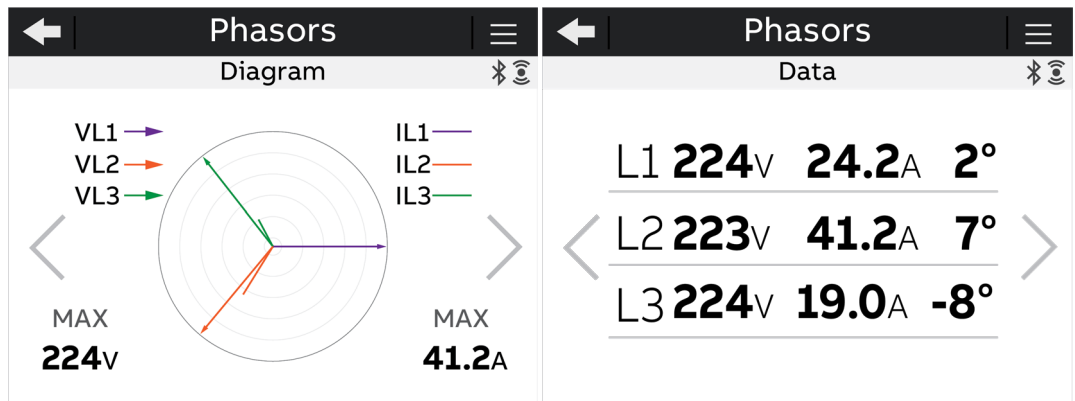 Phasors
Diagram
VL1
VL2
VL3
IL1
IL2
IL3
MAX
224V
MAX
41.2A
Phasors
Data
L1 224V 24.2A 2°
L2 223V 41.2A 7°
L3 224V 19.0A -8°